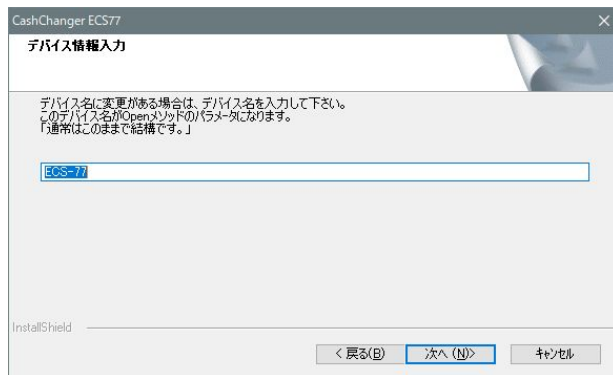 CashChanger ECS77
デバイス情報入力
デバイス名に変更がある場合は、デバイス名を入力して下さい。
このデバイス名がOpenメソッドのパラメータになります。
「通常はこのままで結構です。」
ECS-77
InstallShield
< 戻る(B)
次へ (N)>
キャンセル